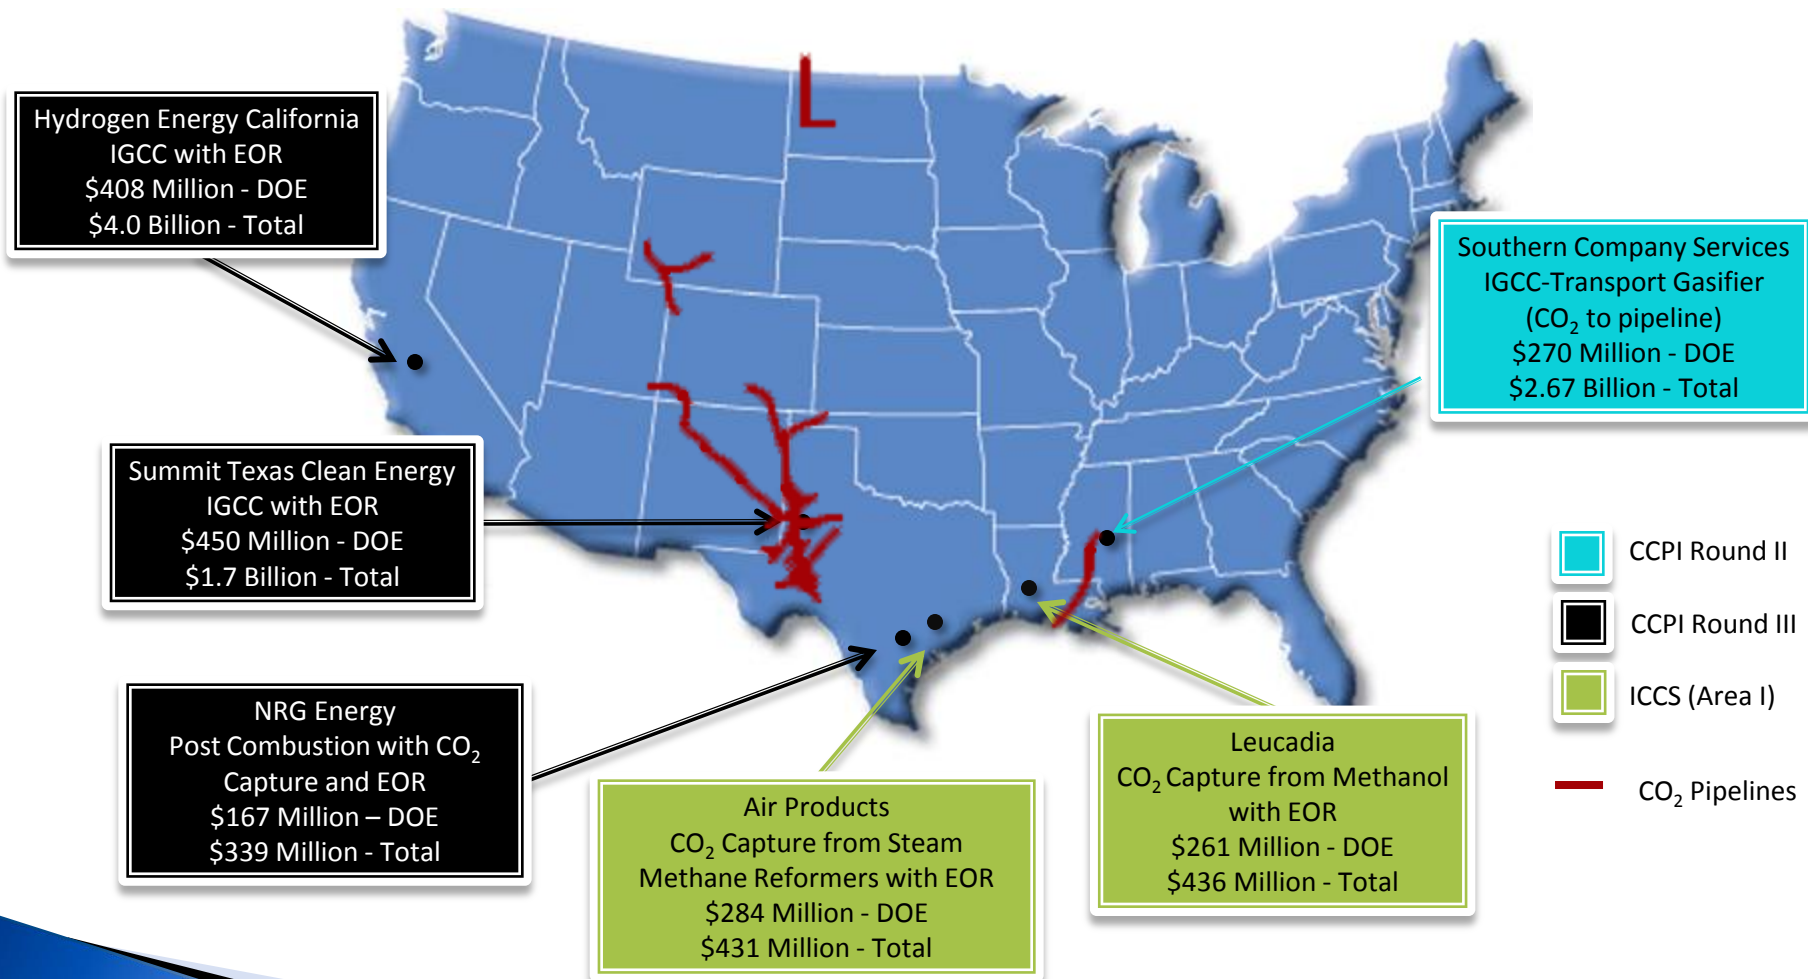 Hydrogen Energy California
IGCC with EOR
$408 Million - DOE
$4.0 Billion - Total
Southern Company Services
IGCC-Transport Gasifier
(CO₂ to pipeline)
$270 Million - DOE
$2.67 Billion - Total
Summit Texas Clean Energy
IGCC with EOR
$450 Million - DOE
$1.7 Billion - Total
CCPI Round II
CCPI Round III
ICCS (Area I)
CO₂ Pipelines
NRG Energy
Post Combustion with CO₂
Capture and EOR
$167 Million – DOE
$339 Million - Total
Air Products
CO₂ Capture from Steam
Methane Reformers with EOR
$284 Million - DOE
$431 Million - Total
Leucadia
CO₂ Capture from Methanol
with EOR
$261 Million - DOE
$436 Million - Total